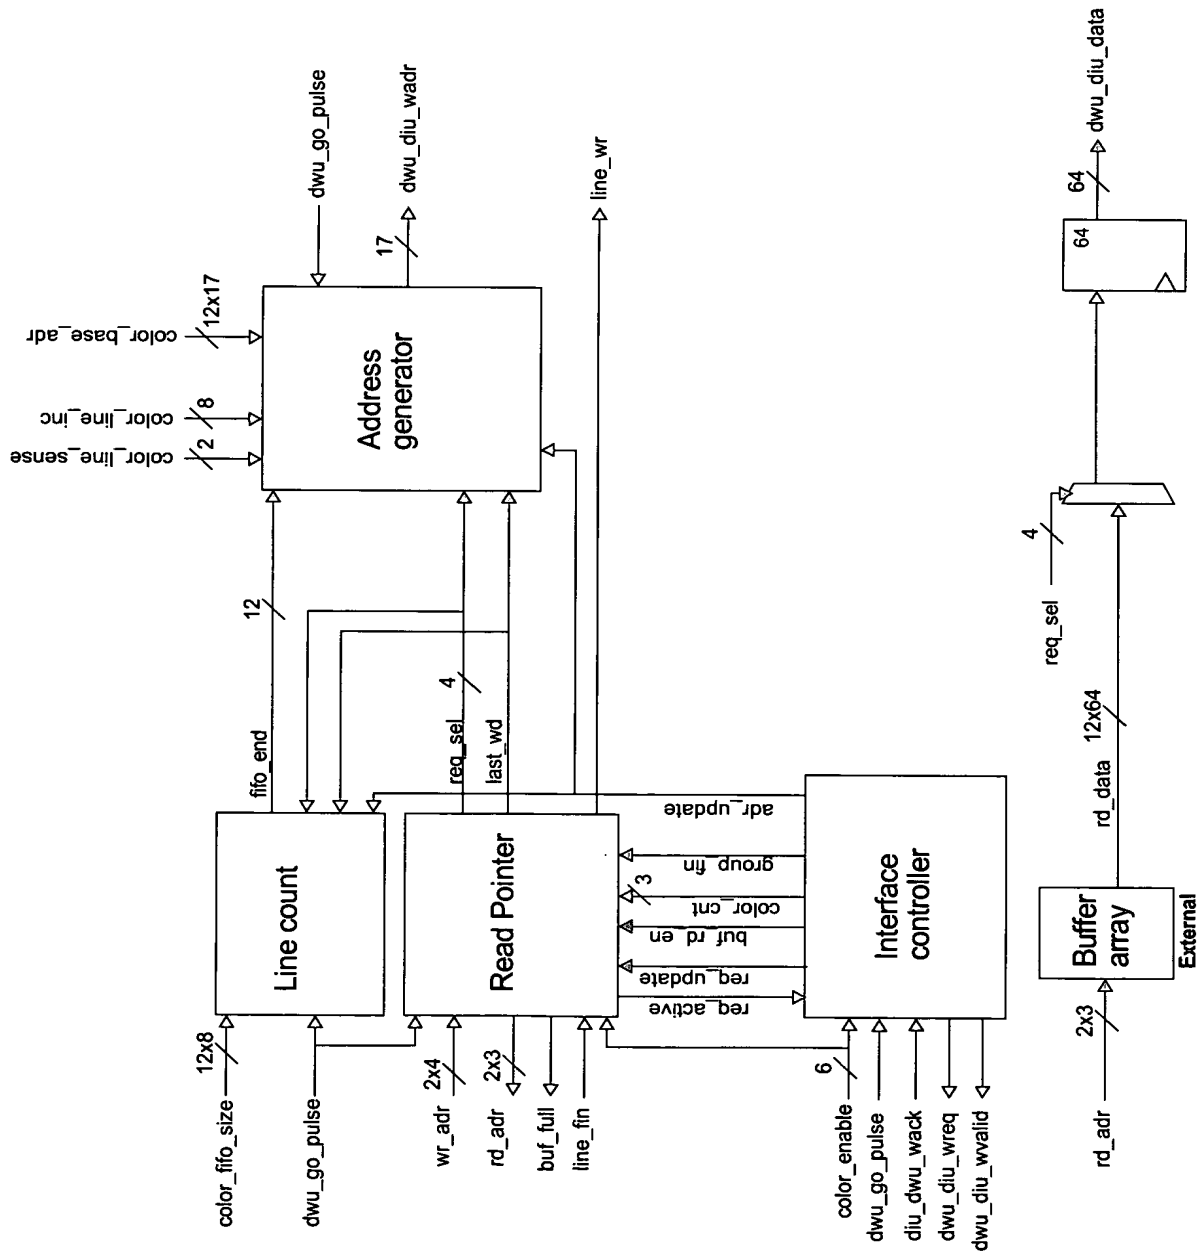 color_fifo_size
12x8
dwu_go_pulse
wr_adr
2x4
rd_adr
2x3
buf_full
line_fin
color_enable
6
dwu_go_pulse
diu_dwu_wack
dwu_diu_wreq
dwu_diu_wvalid
rd_adr
2x3
Line count
Read Pointer
req_active
req_update
buf_rd_en
color_cnt
3
group_fin
adr_update
Interface
controller
Buffer
array
External
fifo_end
12
req_sel
4
last_wd
rd_data
12x64
req_sel
4
color_line_sense
2
color_line_inc
8
color_base_adr
12x17
Address
generator
dwu_go_pulse
17
dwu_diu_wadr
line_wr
64
64
dwu_diu_data